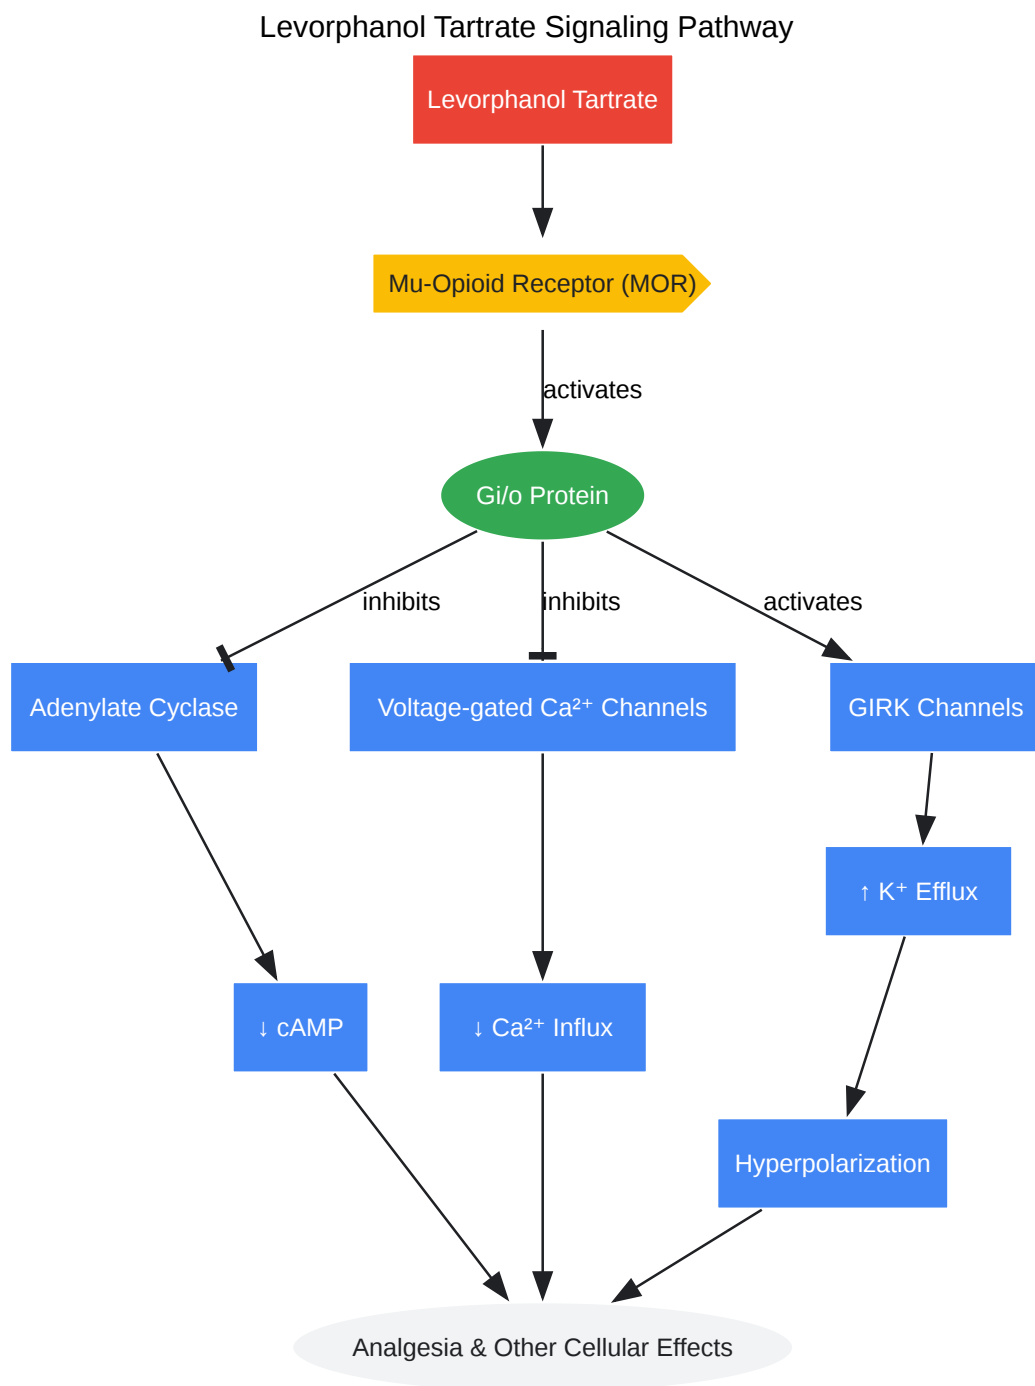 Levorphanol Tartrate Signaling Pathway
Levorphanol Tartrate
Mu-Opioid Receptor (MOR)
activates
Gi/o Protein
inhibits
inhibits
activates
Adenylate Cyclase
Voltage-gated Ca²⁺ Channels
GIRK Channels
↑ K⁺ Efflux
↓ cAMP
↓ Ca²⁺ Influx
Hyperpolarization
Analgesia & Other Cellular Effects